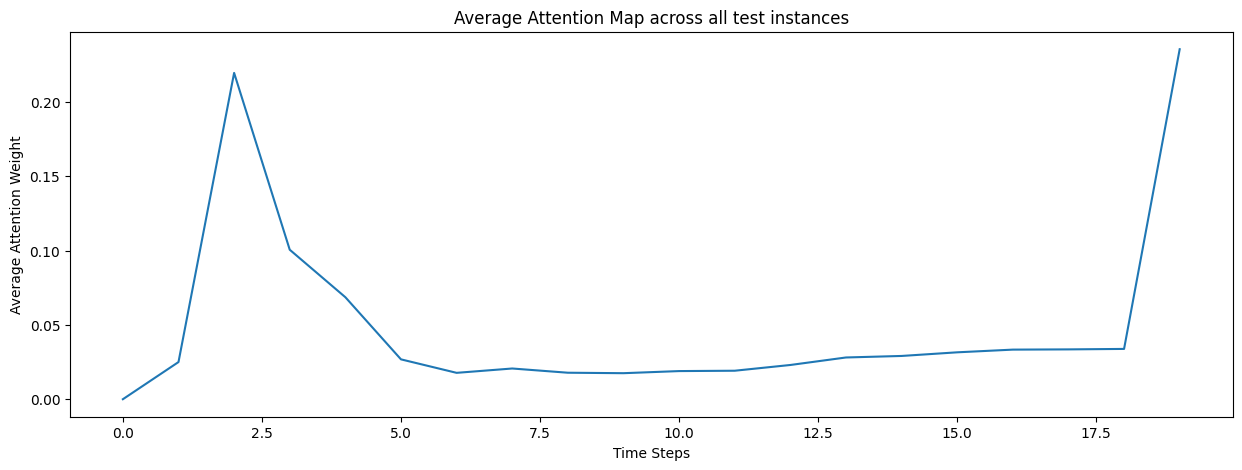 Average Attention Map across all test instances
Average Attention Weight
0.20
0.15
0.10
0.05
0.00
0.0 2.5 5.0 7.5 10.0 12.5 15.0 17.5
Time Steps